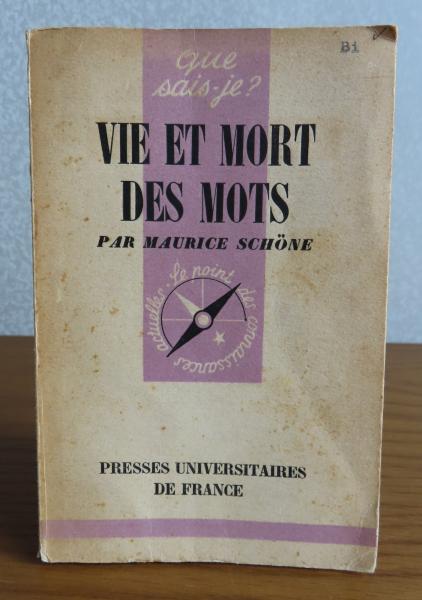 Bi
que
sais-je?
VIE ET MORT
DES MOTS
PAR MAURICE SCHÖNE
Le point des connaissances actuelles.
PRESSES UNIVERSITAIRES
DE FRANCE